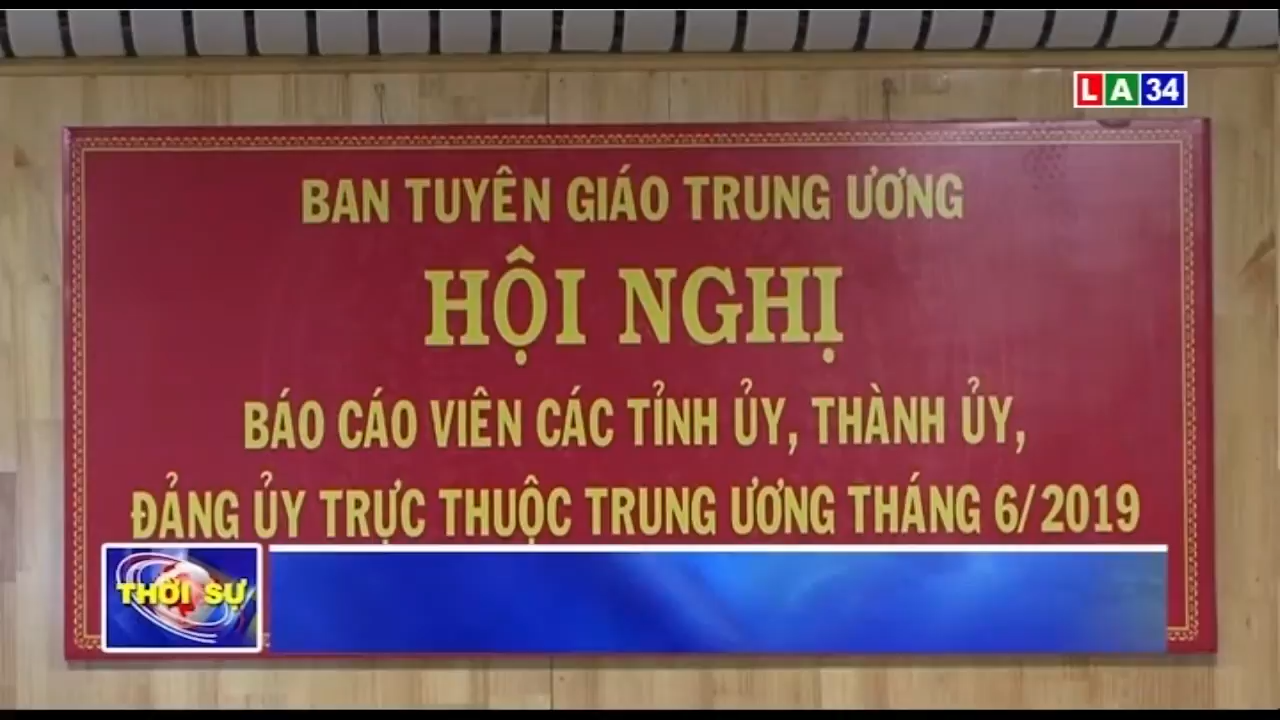 LA34
BAN TUYÊN GIÁO TRUNG ƯƠNG
HỘI NGHỊ
BÁO CÁO VIÊN CÁC TỈNH ỦY, THÀNH ỦY,
ĐẢNG ỦY TRỰC THUỘC TRUNG ƯƠNG THÁNG 6/2019
THỜI SỰ